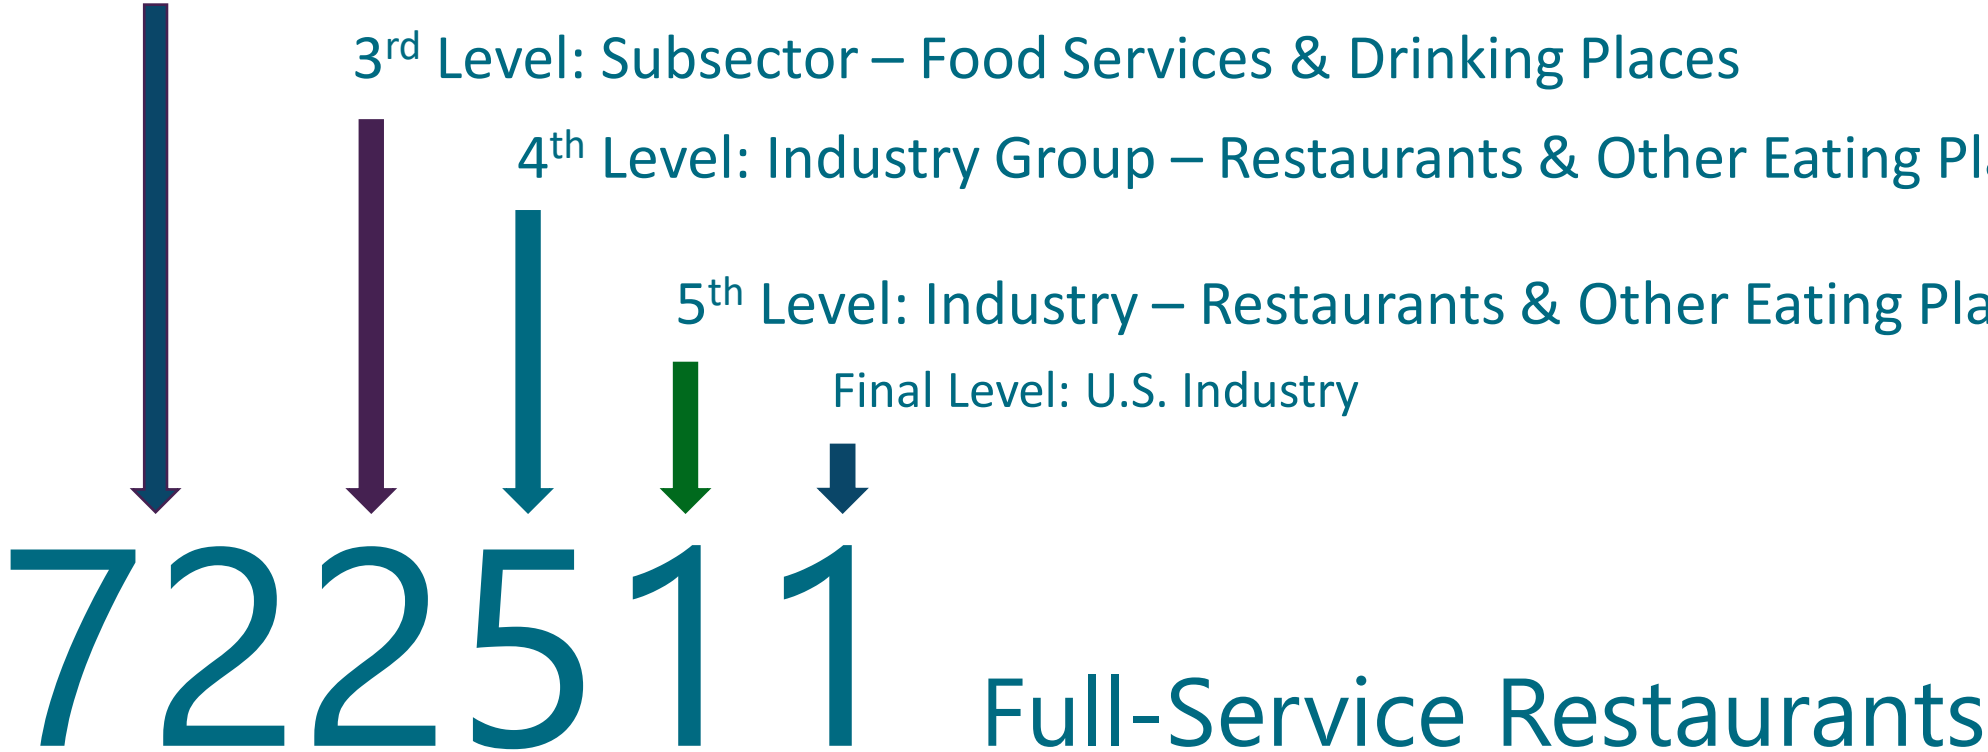 3rd Level: Subsector – Food Services & Drinking Places
4th Level: Industry Group – Restaurants & Other Eating
5th Level: Industry – Restaurants & Other Eating
Final Level: U.S. Industry
722511 Full-Service Restaurants